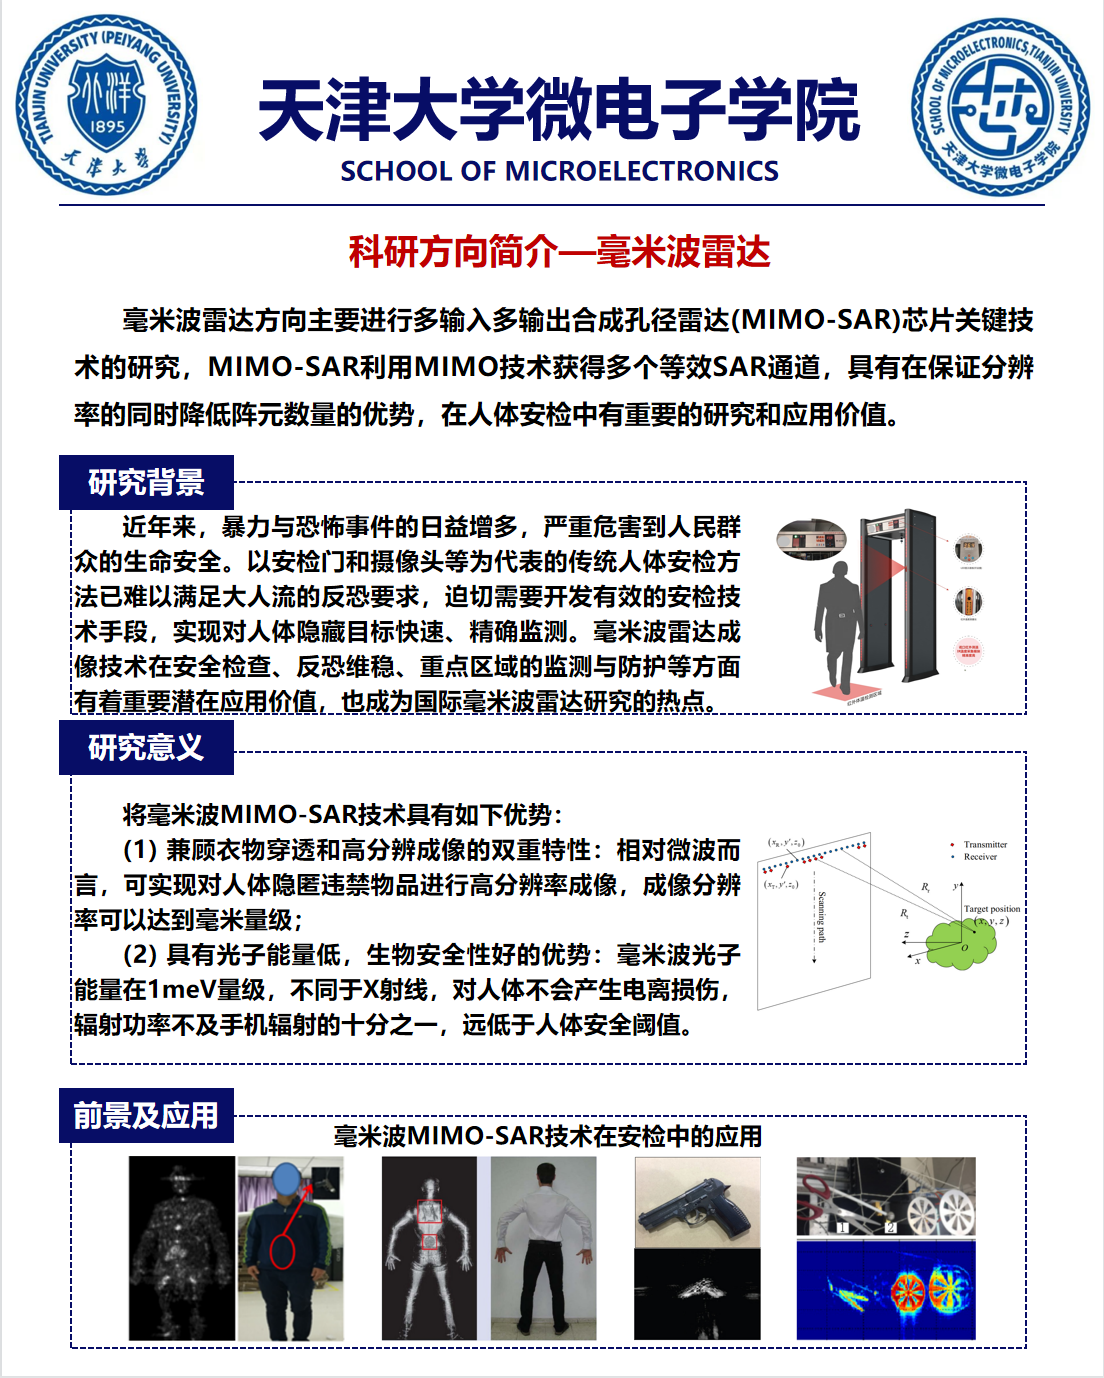 TIANJIN UNIVERSITY (PEIYANG UNIVERSITY)
北洋
1895
天津大學
天津大学微电子学院
SCHOOL OF MICROELECTRONICS
SCHOOL OF MICROELECTRONICS,TIANJIN UNIVERSITY
天津大学微电子学院
科研方向简介—毫米波雷达
毫米波雷达方向主要进行多输入多输出合成孔径雷达(MIMO-SAR)芯片关键技
术的研究，MIMO-SAR利用MIMO技术获得多个等效SAR通道，具有在保证分辨
率的同时降低阵元数量的优势，在人体安检中有重要的研究和应用价值。
研究背景
近年来，暴力与恐怖事件的日益增多，严重危害到人民群
众的生命安全。以安检门和摄像头等为代表的传统人体安检方
法已难以满足大人流的反恐要求，迫切需要开发有效的安检技
术手段，实现对人体隐藏目标快速、精确监测。毫米波雷达成
像技术在安全检查、反恐维稳、重点区域的监测与防护等方面
有着重要潜在应用价值，也成为国际毫米波雷达研究的热点。
研究意义
将毫米波MIMO-SAR技术具有如下优势：
(1) 兼顾衣物穿透和高分辨成像的双重特性：相对微波而
言，可实现对人体隐匿违禁物品进行高分辨率成像，成像分辨
率可以达到毫米量级；
(2) 具有光子能量低，生物安全性好的优势：毫米波光子
能量在1meV量级，不同于X射线，对人体不会产生电离损伤，
辐射功率不及手机辐射的十分之一，远低于人体安全阈值。
(x_R, y', z_0)
(x_T, y', z_0)
Scanning path
Transmitter
Receiver
y
Target position
(x, y, z)
z
O
x
前景及应用
毫米波MIMO-SAR技术在安检中的应用
1
2